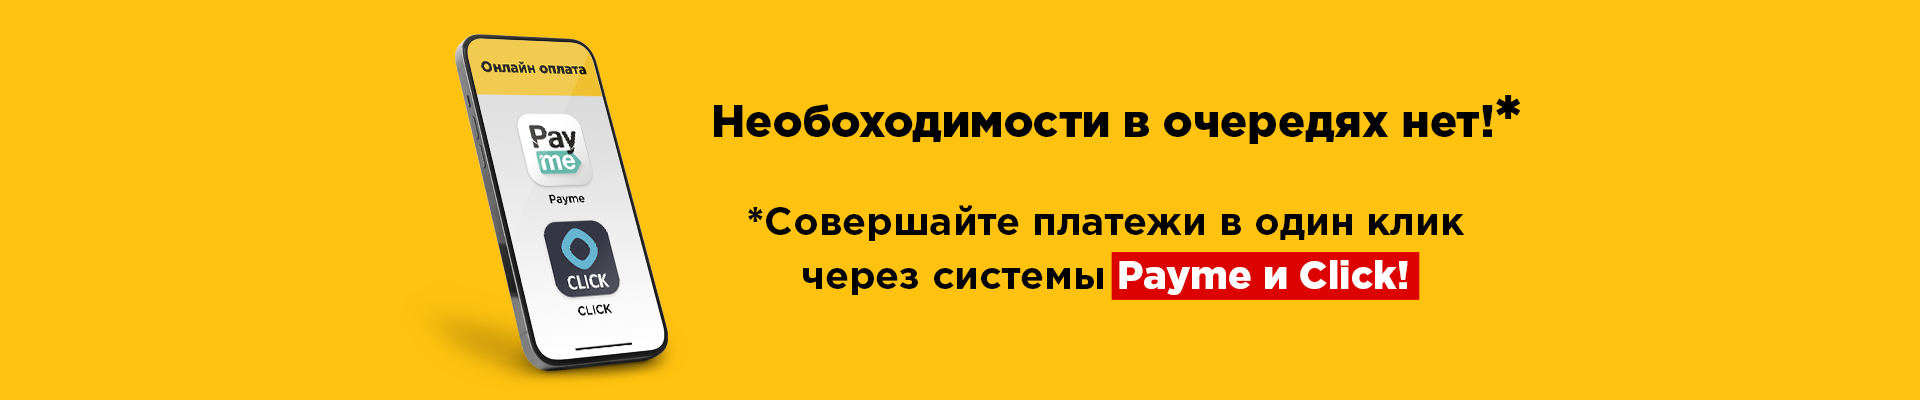 Онлайн оплата
Pay
me
Payme
CLICK
CLICK
Необоходимости в очередях нет!*
*Совершайте платежи в один клик
через системы Payme и Click!